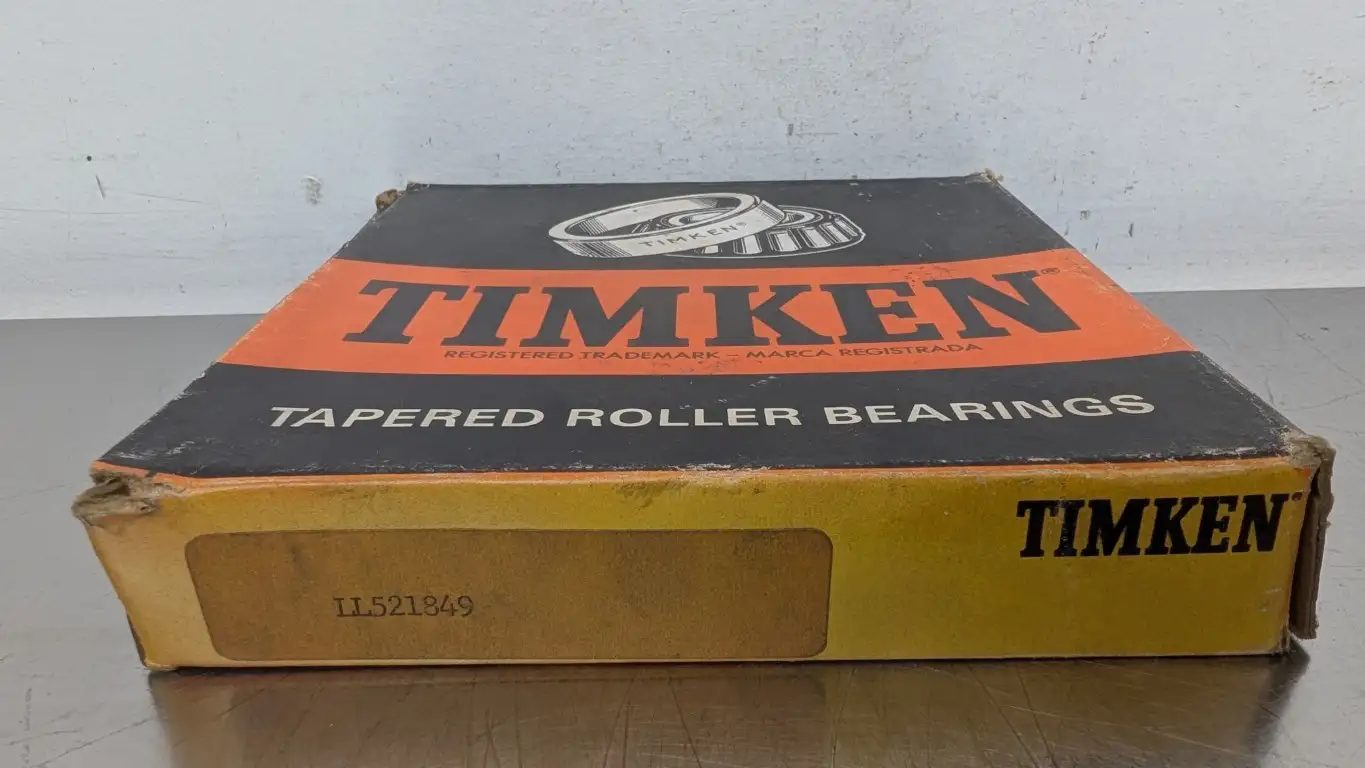 TIMKEN®
TIMKEN®
REGISTERED TRADEMARK – MARCA REGISTRADA
TAPERED ROLLER BEARINGS
TIMKEN®
LL521849